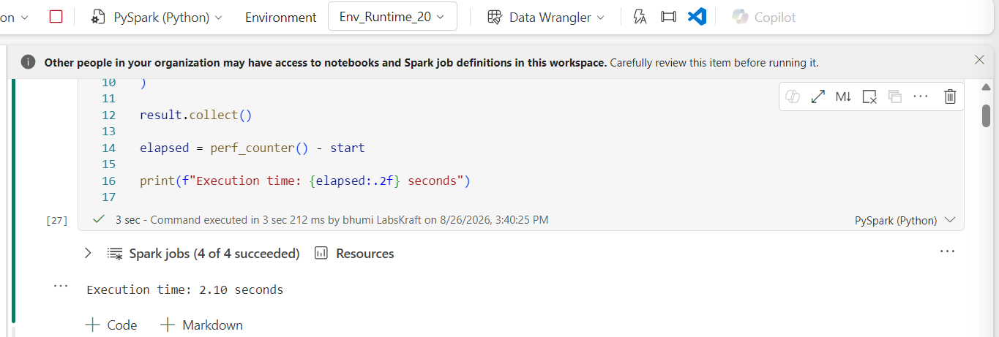 on PySpark (Python) Environment Env_Runtime_20 Data Wrangler Copilot
Other people in your organization may have access to notebooks and Spark job definitions in this workspace. Carefully review this item before running it.
10 )
11
M↓
12 result.collect()
13
14 elapsed = perf_counter() - start
15
16 print(f"Execution time: {elapsed:.2f} seconds")
17
[27] 3 sec - Command executed in 3 sec 212 ms by bhumi LabsKraft on 8/26/2026, 3:40:25 PM PySpark (Python)
Spark jobs (4 of 4 succeeded) Resources
Execution time: 2.10 seconds
+ Code + Markdown